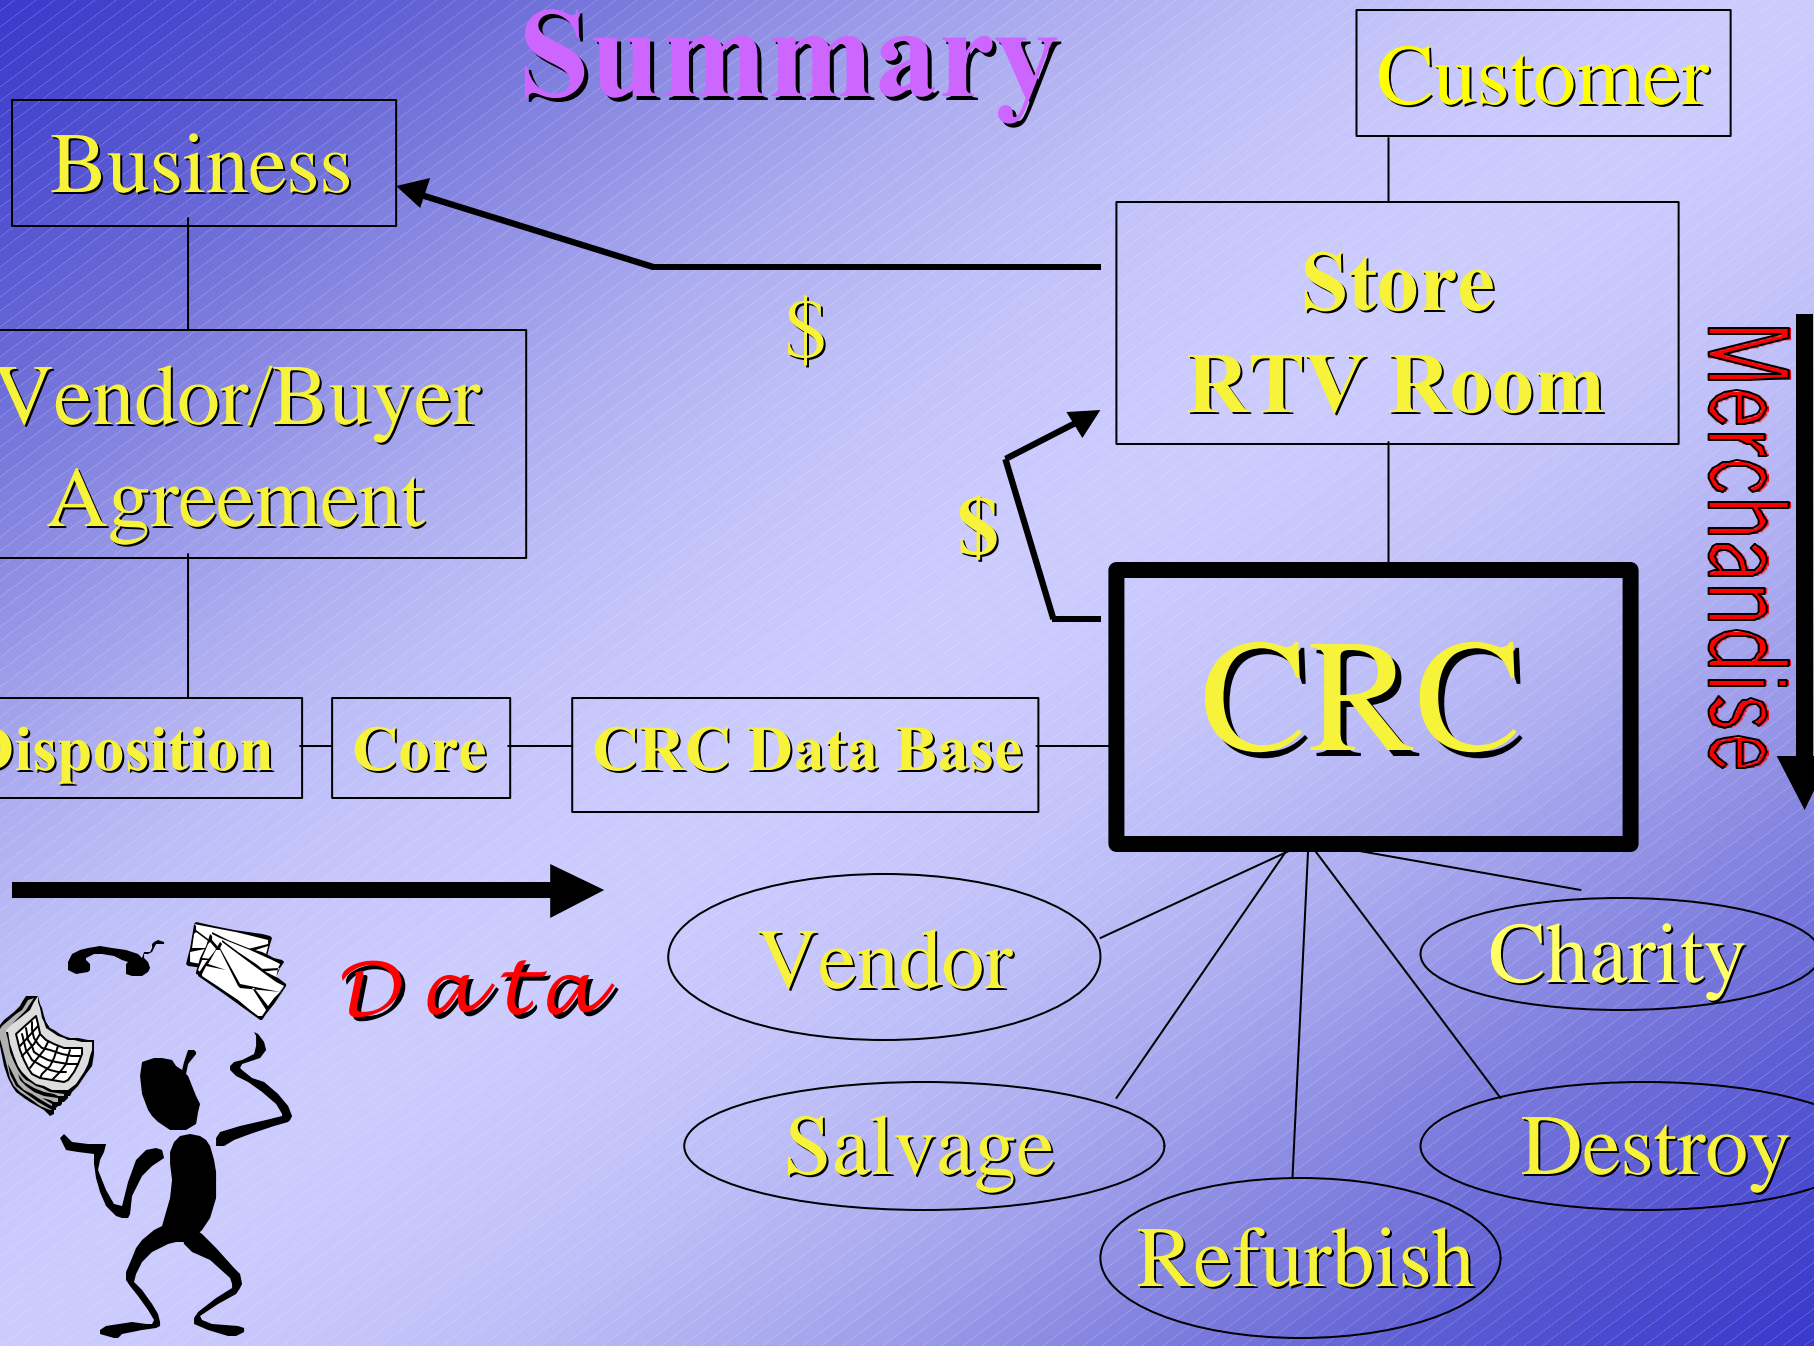 Summary
Customer
Business
Store
RTV Room
$
Vendor/Buyer
Agreement
$
Merchandise
CRC
Disposition
Core
CRC Data Base
Data
Vendor
Charity
Salvage
Destroy
Refurbish